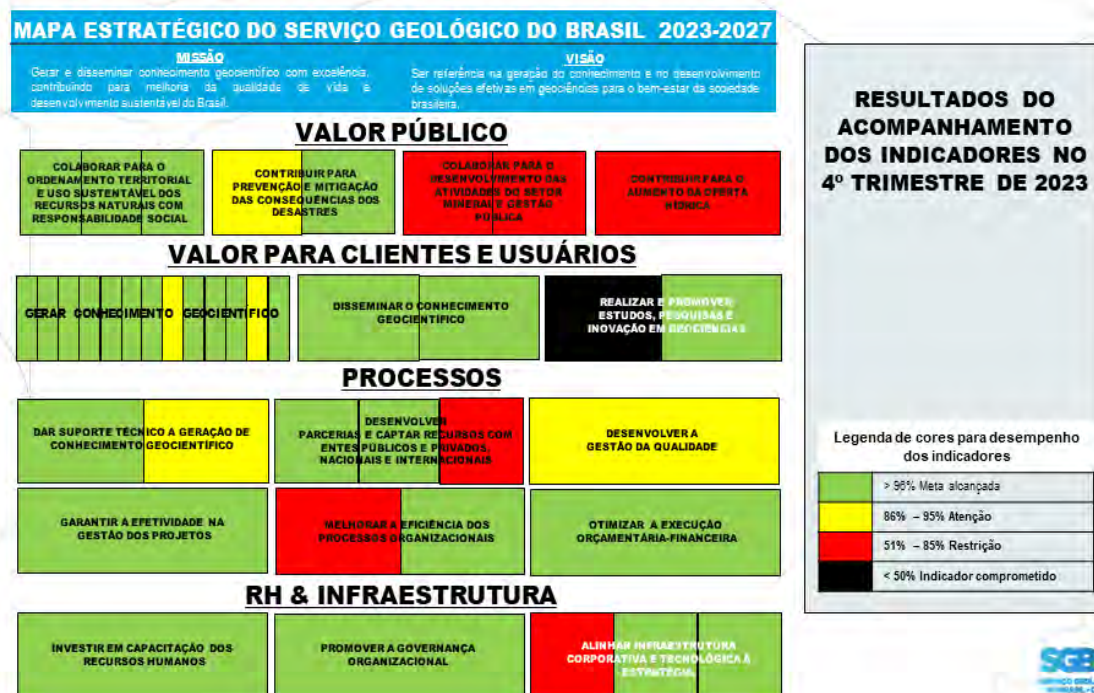 MAPA ESTRATÉGICO DO SERVIÇO GEOLÓGICO DO BRASIL 2023-2027
MISSÃO
Gerar e disseminar conhecimento geocientífico com excelência,
contribuindo para melhoria da qualidade de vida e
desenvolvimento sustentável do Brasil.
VISÃO
Ser referência na geração do conhecimento e no desenvolvimento
de soluções efetivas em geociências para o bem-estar da sociedade
brasileira.
VALOR PÚBLICO
COLABORAR PARA O
ORDENAMENTO TERRITORIAL
E USO SUSTENTÁVEL DOS
RECURSOS NATURAIS COM
RESPONSABILIDADE SOCIAL
CONTRIBUIR PARA
PREVENÇÃO E MITIGAÇÃO
DAS CONSEQUÊNCIAS DOS
DESASTRES
COLABORAR PARA O
DESENVOLVIMENTO DAS
ATIVIDADES DO SETOR
MINERAL E GESTÃO
PÚBLICA
CONTRIBUIR PARA O
AUMENTO DA OFERTA
HÍDRICA
VALOR PARA CLIENTES E USUÁRIOS
GERAR CONHECIMENTO GEOCIENTÍFICO
DISSEMINAR O CONHECIMENTO
GEOCIENTÍFICO
REALIZAR E PROMOVER
ESTUDOS, PESQUISAS E
INOVAÇÃO EM GEOCIÊNCIAS
PROCESSOS
DAR SUPORTE TÉCNICO A GERAÇÃO DE
CONHECIMENTO GEOCIENTÍFICO
DESENVOLVER
PARCERIAS E CAPTAR RECURSOS COM
ENTES PÚBLICOS E PRIVADOS,
NACIONAIS E INTERNACIONAIS
DESENVOLVER A
GESTÃO DA QUALIDADE
GARANTIR A EFETIVIDADE NA
GESTÃO DOS PROJETOS
MELHORAR A EFICIÊNCIA DOS
PROCESSOS ORGANIZACIONAIS
OTIMIZAR A EXECUÇÃO
ORÇAMENTÁRIA-FINANCEIRA
RH & INFRAESTRUTURA
INVESTIR EM CAPACITAÇÃO DOS
RECURSOS HUMANOS
PROMOVER A GOVERNANÇA
ORGANIZACIONAL
ALINHAR INFRAESTRUTURA
CORPORATIVA E TECNOLÓGICA À
ESTRATÉGIA
RESULTADOS DO
ACOMPANHAMENTO
DOS INDICADORES NO
4º TRIMESTRE DE 2023
Legenda de cores para desempenho
dos indicadores
Meta alcançada
86% – 95% Atenção
51% – 85% Restrição
< 50% Indicador comprometido